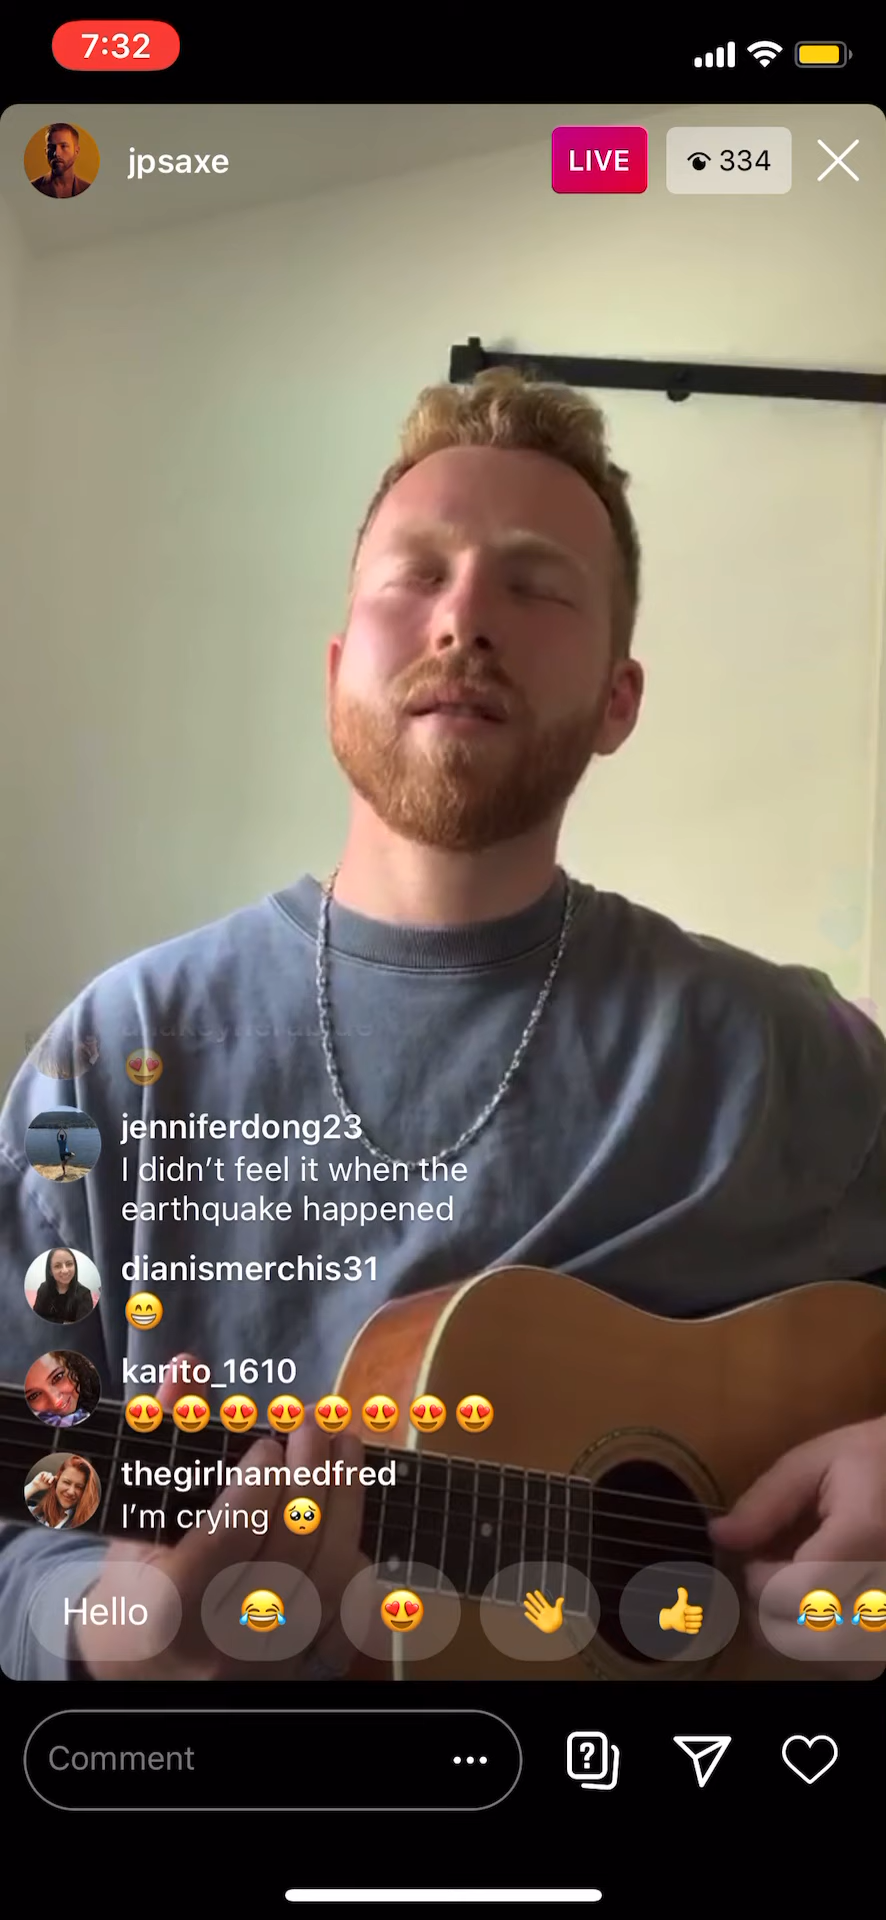 7:32
jpsaxe
LIVE
334
jenniferdong23
I didn’t feel it when the
earthquake happened
dianismerchis31
😁
karito_1610
😍😍😍😍😍😍😍😍
thegirlnamedfred
I’m crying 🥺
Hello 😂 😍 👋 👍 😂😂
Comment